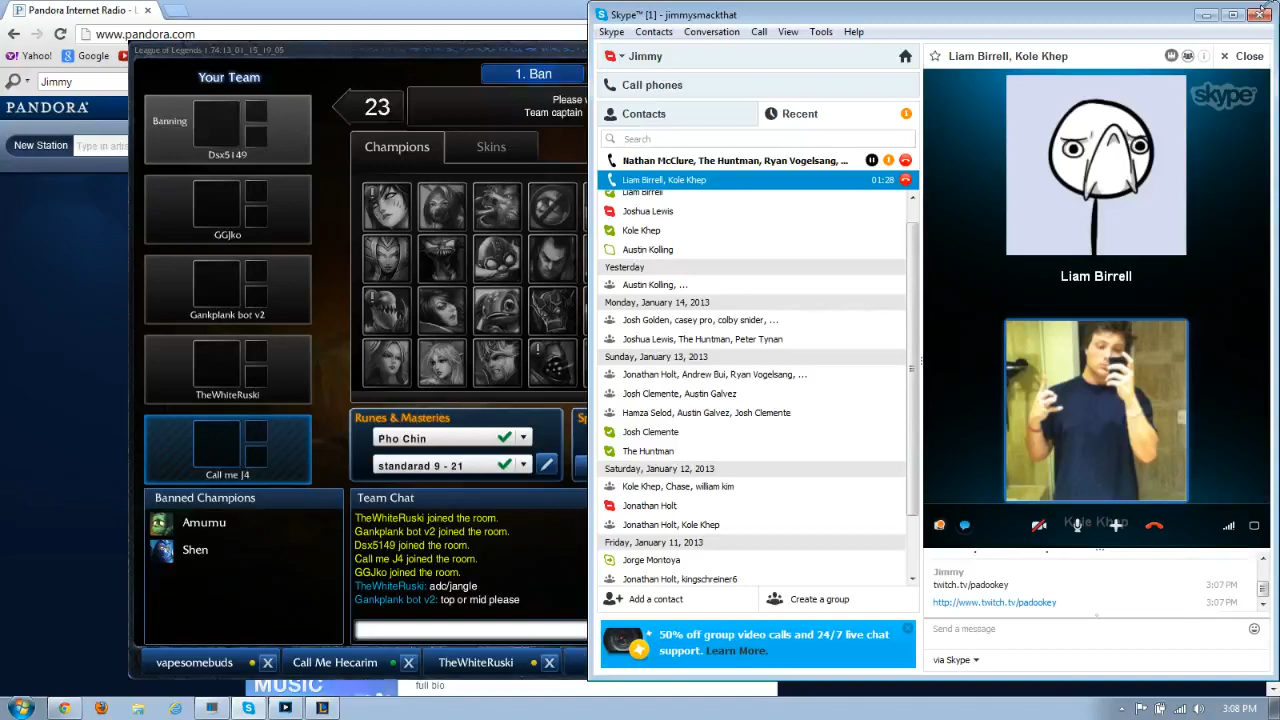 Pandora Internet Radio - L
www.pandora.com
Yahoo!
Google
Jimmy
PANDORA
New Station
Type in artis
League of Legends 1.74.13_01_15_19_05
Your Team
1. Ban
23
Please
Team captain
Banning
Dsx5149
GGJko
Gankplank bot v2
TheWhiteRuski
Call me J4
Champions
Skins
Runes & Masteries
Pho Chin
standarad 9 - 21
Banned Champions
Amumu
Shen
Team Chat
TheWhiteRuski joined the room.
Gankplank bot v2 joined the room.
Dsx5149 joined the room.
Call me J4 joined the room.
GGJko joined the room.
TheWhiteRuski: adc/jangle
Gankplank bot v2: top or mid please
vapesomebuds
Call Me Hecarim
TheWhiteRuski
MUSIC
full bio
Skype™ [1] - jimmysmackthat
Skype Contacts Conversation Call View Tools Help
Jimmy
Call phones
Contacts
Recent
Search
Nathan McClure, The Huntman, Ryan Vogelsang, ...
Liam Birrell, Kole Khep 01:28
Liam Birrell
Joshua Lewis
Kole Khep
Austin Kolling
Yesterday
Austin Kolling, ...
Monday, January 14, 2013
Josh Golden, casey pro, colby snider, ...
Joshua Lewis, The Huntman, Peter Tynan
Sunday, January 13, 2013
Jonathan Holt, Andrew Bui, Ryan Vogelsang, ...
Josh Clemente, Austin Galvez
Hamza Selod, Austin Galvez, Josh Clemente
Josh Clemente
The Huntman
Saturday, January 12, 2013
Kole Khep, Chase, william kim
Jonathan Holt
Jonathan Holt, Kole Khep
Friday, January 11, 2013
Jorge Montoya
Jonathan Holt, kingschreiner6
Add a contact
Create a group
50% off group video calls and 24/7 live chat
support. Learn More.
Liam Birrell, Kole Khep
Close
skype
Liam Birrell
Kole Khep
Jimmy
twitch.tv/padookey 3:07 PM
http://www.twitch.tv/padookey 3:07 PM
Send a message
via Skype
3:08 PM